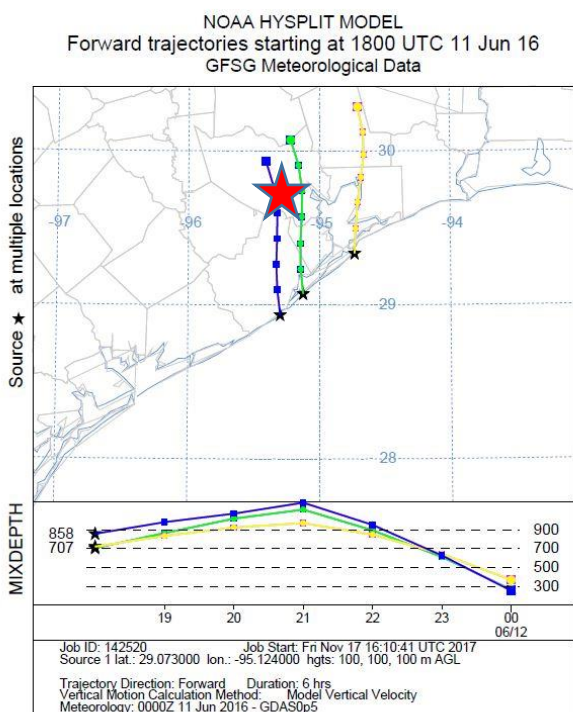 NOAA HYSPLIT MODEL
Forward trajectories starting at 1800 UTC 11 Jun 16
GFSG Meteorological Data
Source ★ at multiple locations
30
-97
-96
-95
-94
29
28
MIXDEPTH
858
707
900
700
500
300
19
20
21
22
23
00
06/12
Job ID: 142520 Job Start: Fri Nov 17 16:10:41 UTC 2017
Source 1 lat.: 29.073000 lon.: -95.124000 hgts: 100, 100, 100 m AGL
Trajectory Direction: Forward Duration: 6 hrs
Vertical Motion Calculation Method: Model Vertical Velocity
Meteorology: 0000Z 11 Jun 2016 - GDAS0p5